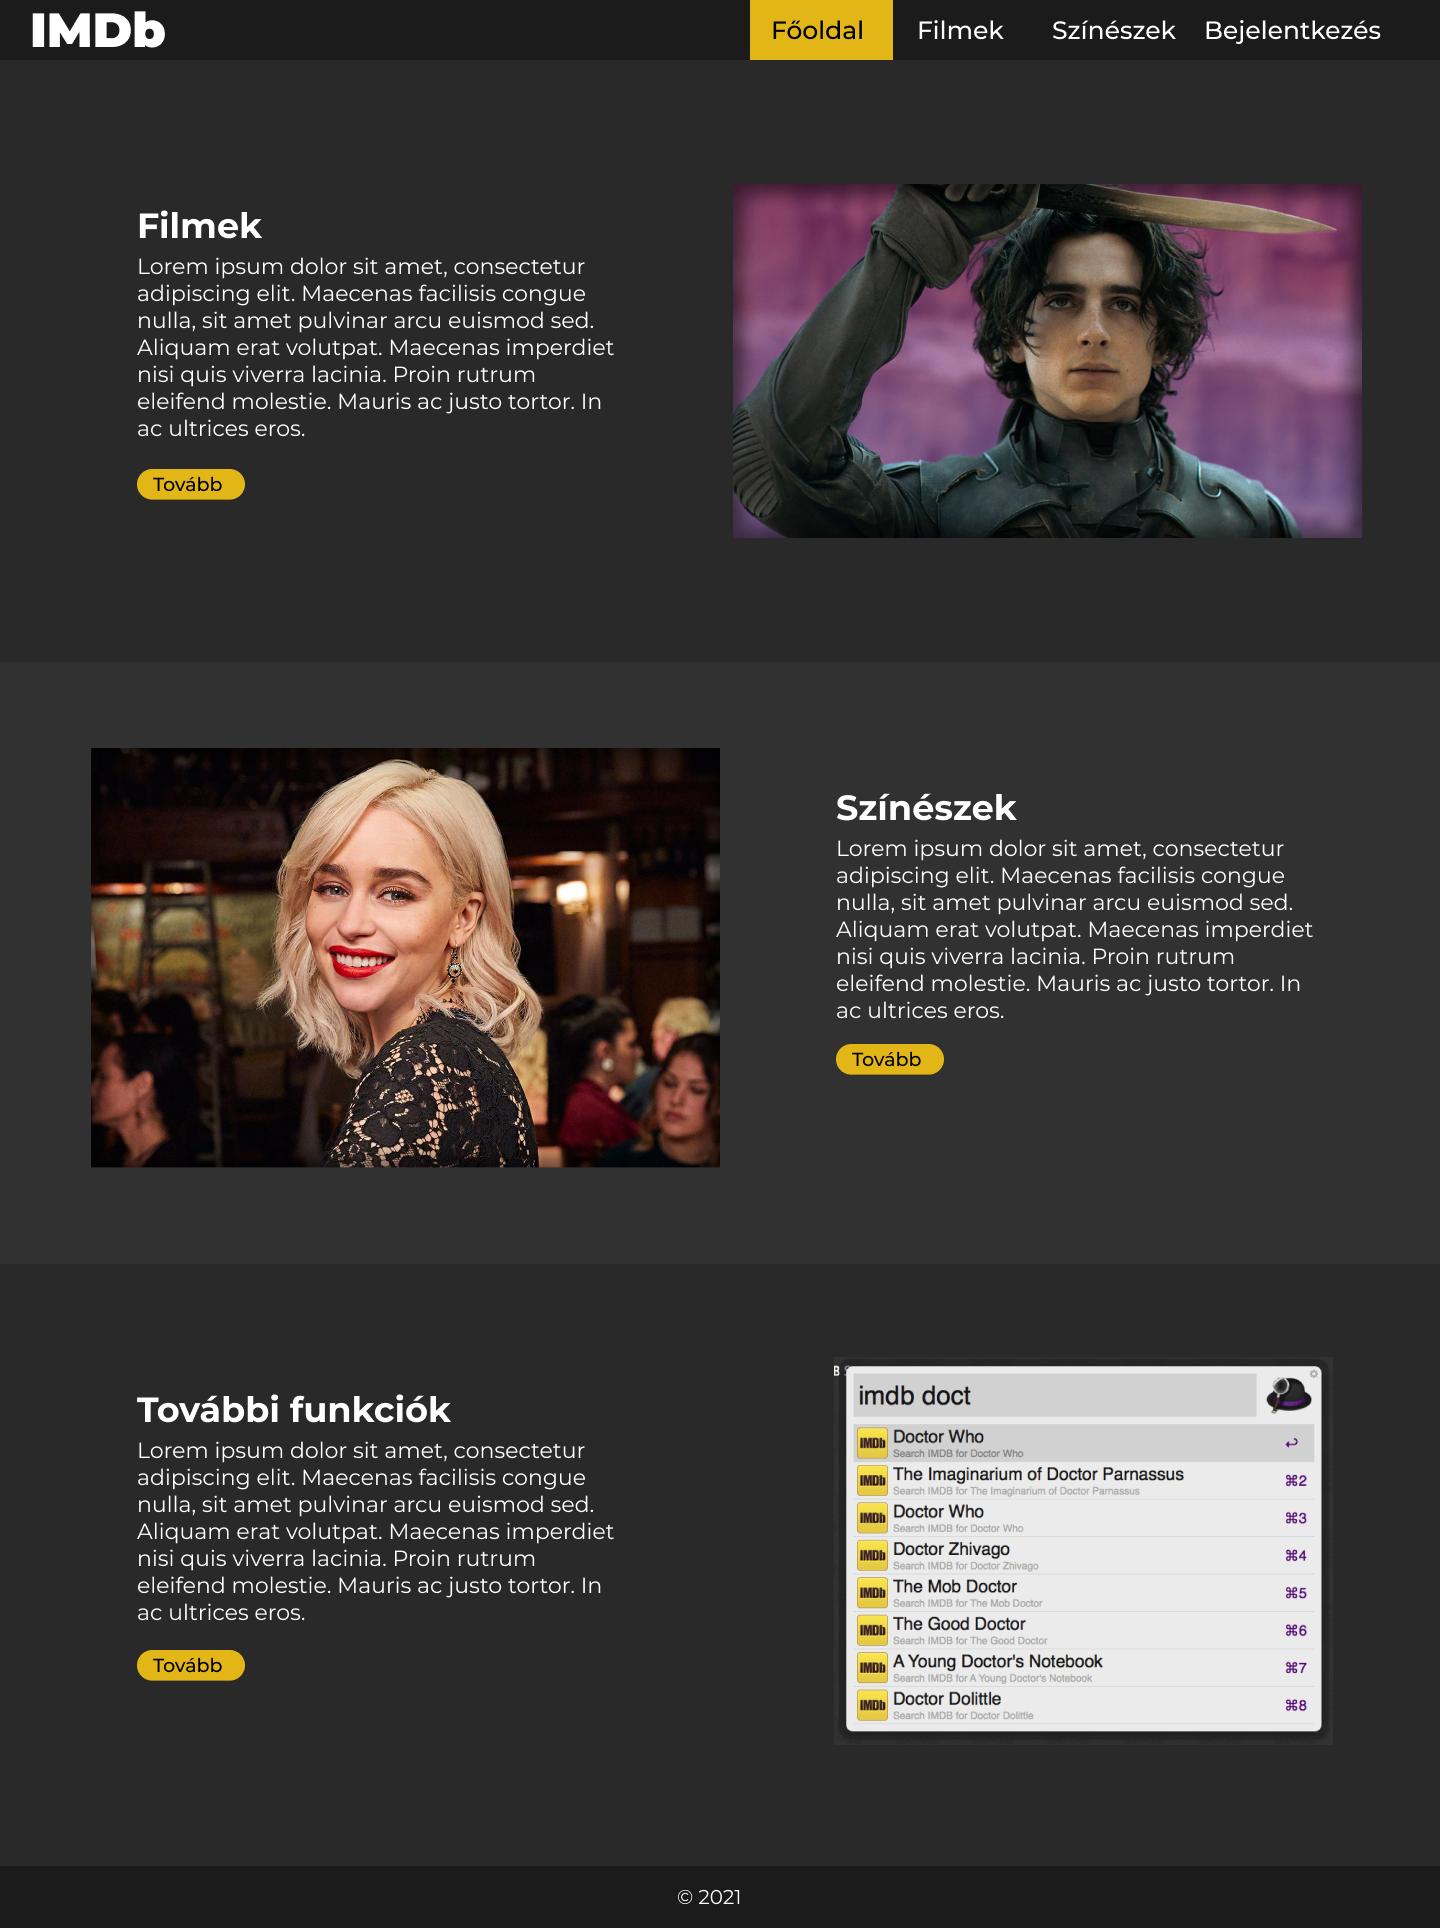 IMDb
Főoldal
Filmek
Színészek
Bejelentkezés
Filmek
Lorem ipsum dolor sit amet, consectetur
adipiscing elit. Maecenas facilisis congue
nulla, sit amet pulvinar arcu euismod sed.
Aliquam erat volutpat. Maecenas imperdiet
nisi quis viverra lacinia. Proin rutrum
eleifend molestie. Mauris ac justo tortor. In
ac ultrices eros.
Tovább
Színészek
Lorem ipsum dolor sit amet, consectetur
adipiscing elit. Maecenas facilisis congue
nulla, sit amet pulvinar arcu euismod sed.
Aliquam erat volutpat. Maecenas imperdiet
nisi quis viverra lacinia. Proin rutrum
eleifend molestie. Mauris ac justo tortor. In
ac ultrices eros.
Tovább
További funkciók
Lorem ipsum dolor sit amet, consectetur
adipiscing elit. Maecenas facilisis congue
nulla, sit amet pulvinar arcu euismod sed.
Aliquam erat volutpat. Maecenas imperdiet
nisi quis viverra lacinia. Proin rutrum
eleifend molestie. Mauris ac justo tortor. In
ac ultrices eros.
Tovább
imdb doct
IMDb Doctor Who ↩
Search IMDB for Doctor Who
IMDb The Imaginarium of Doctor Parnassus ⌘2
Search IMDB for The Imaginarium of Doctor Parnassus
IMDb Doctor Who ⌘3
Search IMDB for Doctor Who
IMDb Doctor Zhivago ⌘4
Search IMDB for Doctor Zhivago
IMDb The Mob Doctor ⌘5
Search IMDB for The Mob Doctor
IMDb The Good Doctor ⌘6
Search IMDB for The Good Doctor
IMDb A Young Doctor's Notebook ⌘7
Search IMDB for A Young Doctor's Notebook
IMDb Doctor Dolittle ⌘8
Search IMDB for Doctor Dolittle
© 2021